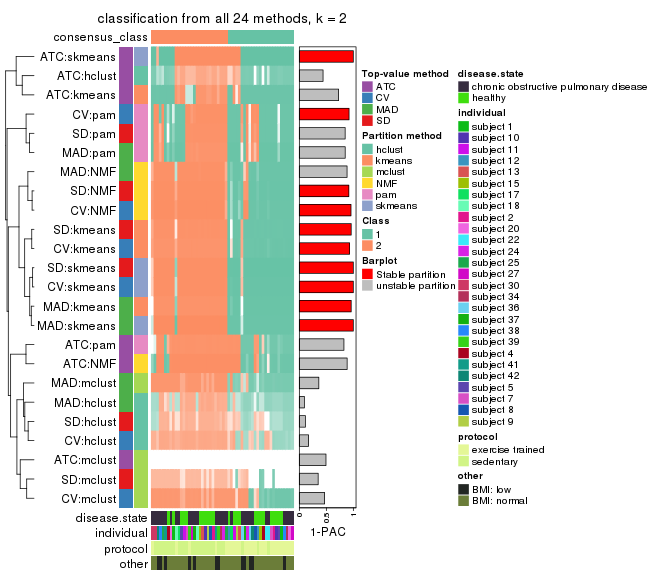 classification from all 24 methods, k = 2
consensus_class
ATC:skmeans
ATC:hclust
ATC:kmeans
CV:pam
SD:pam
MAD:pam
MAD:NMF
SD:NMF
CV:NMF
SD:kmeans
CV:kmeans
SD:skmeans
CV:skmeans
MAD:kmeans
MAD:skmeans
ATC:pam
ATC:NMF
MAD:mclust
MAD:hclust
SD:hclust
CV:hclust
ATC:mclust
SD:mclust
CV:mclust
disease.state
individual
protocol
other
0
0.5
1
1-PAC
Top-value method
ATC
CV
MAD
SD
Partition method
hclust
kmeans
mclust
NMF
pam
skmeans
Class
1
2
Barplot
Stable partition
unstable partition
disease.state
chronic obstructive pulmonary disease
healthy
individual
subject 1
subject 10
subject 11
subject 12
subject 13
subject 15
subject 17
subject 18
subject 2
subject 20
subject 22
subject 24
subject 25
subject 27
subject 30
subject 34
subject 36
subject 37
subject 38
subject 39
subject 4
subject 41
subject 42
subject 5
subject 7
subject 8
subject 9
protocol
exercise trained
sedentary
other
BMI: low
BMI: normal